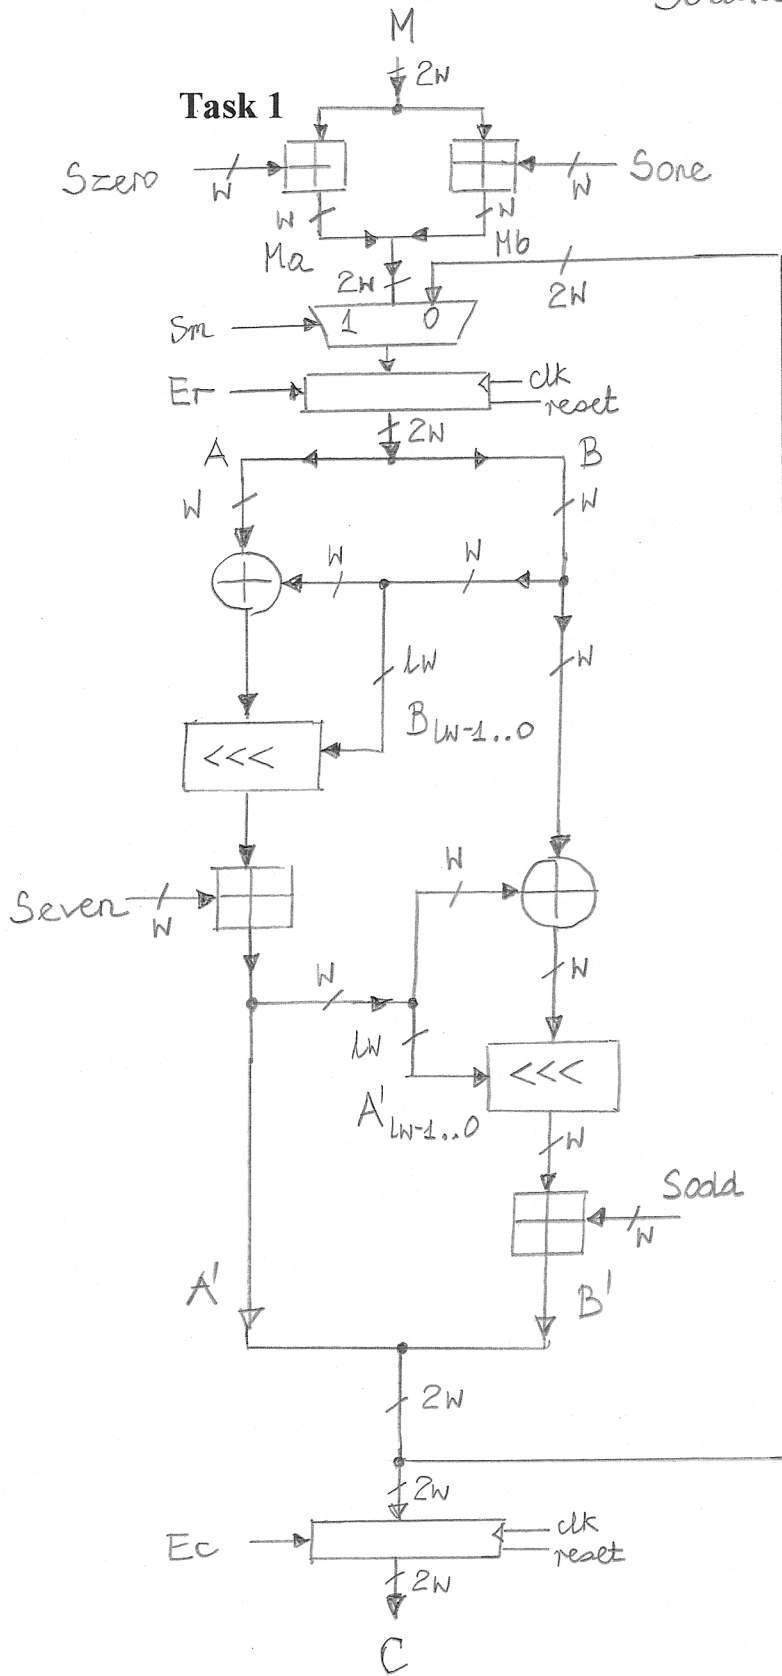 M
2w
Task 1
Szero
w
w
Sone
w
w
Ma
Mb
2w
2w
Sm
1
0
Er
clk
reset
2w
A
B
w
w
w
w
lw
w
B lw-1..0
<<<
w
Seven
w
w
w
lw
<<<
A' lw-1..0
w
Sodd
w
A'
B'
2w
2w
Ec
clk
reset
2w
C